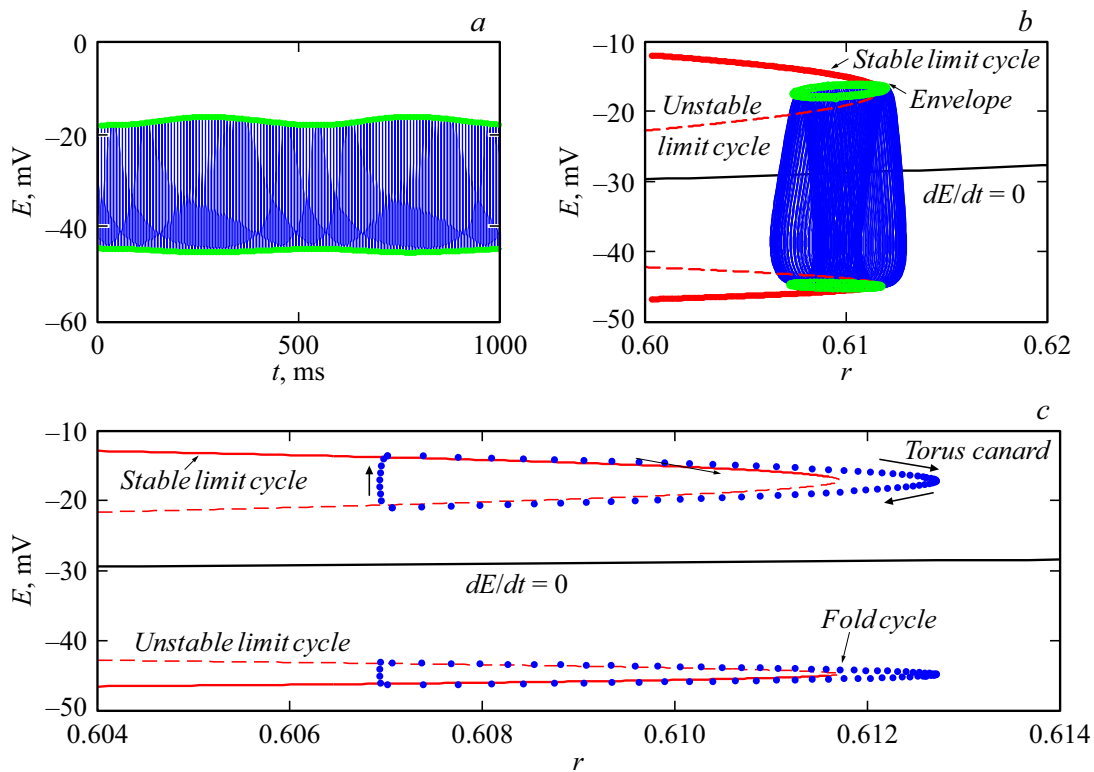 a
0
–20
–40
–60
E, mV
0
500
1000
t, ms
b
–10
–20
–30
–40
–50
E, mV
Stable limit cycle
Envelope
Unstable
limit cycle
dE/dt = 0
0.60
0.61
0.62
r
c
–10
–20
–30
–40
–50
E, mV
Stable limit cycle
Torus canard
dE/dt = 0
Unstable limit cycle
Fold cycle
0.604
0.606
0.608
0.610
0.612
0.614
r